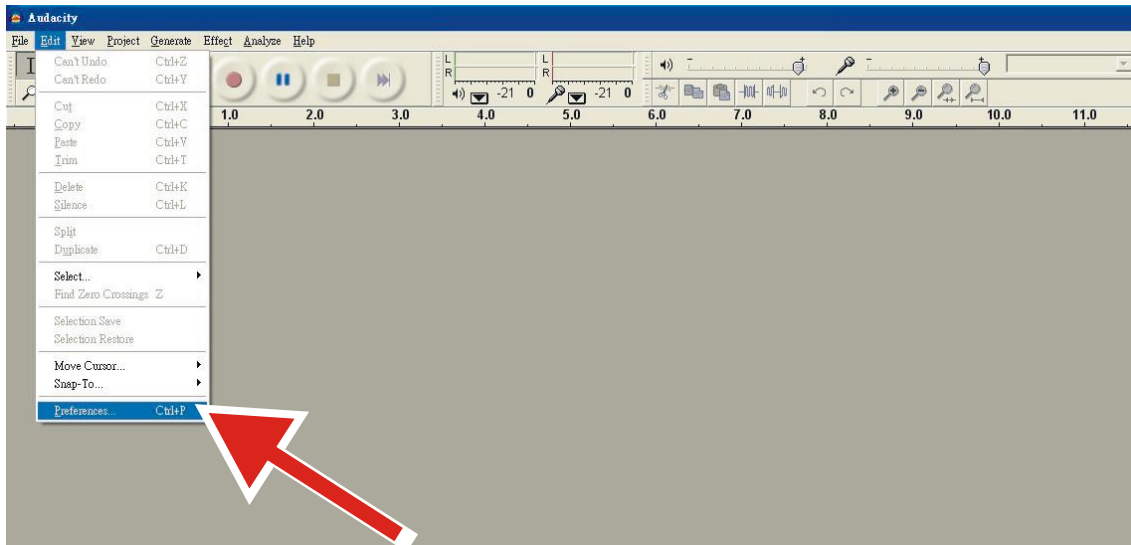 Audacity
File Edit View Project Generate Effect Analyze Help
Can't Undo Ctrl+Z
Can't Redo Ctrl+Y
Cut Ctrl+X
Copy Ctrl+C
Paste Ctrl+V
Trim Ctrl+T
Delete Ctrl+K
Silence Ctrl+L
Split
Duplicate Ctrl+D
Select...
Find Zero Crossings Z
Selection Save
Selection Restore
Move Cursor...
Snap-To...
Preferences... Ctrl+P
L L
R R
-21 0 -21 0
- + - +
1.0 2.0 3.0 4.0 5.0 6.0 7.0 8.0 9.0 10.0 11.0